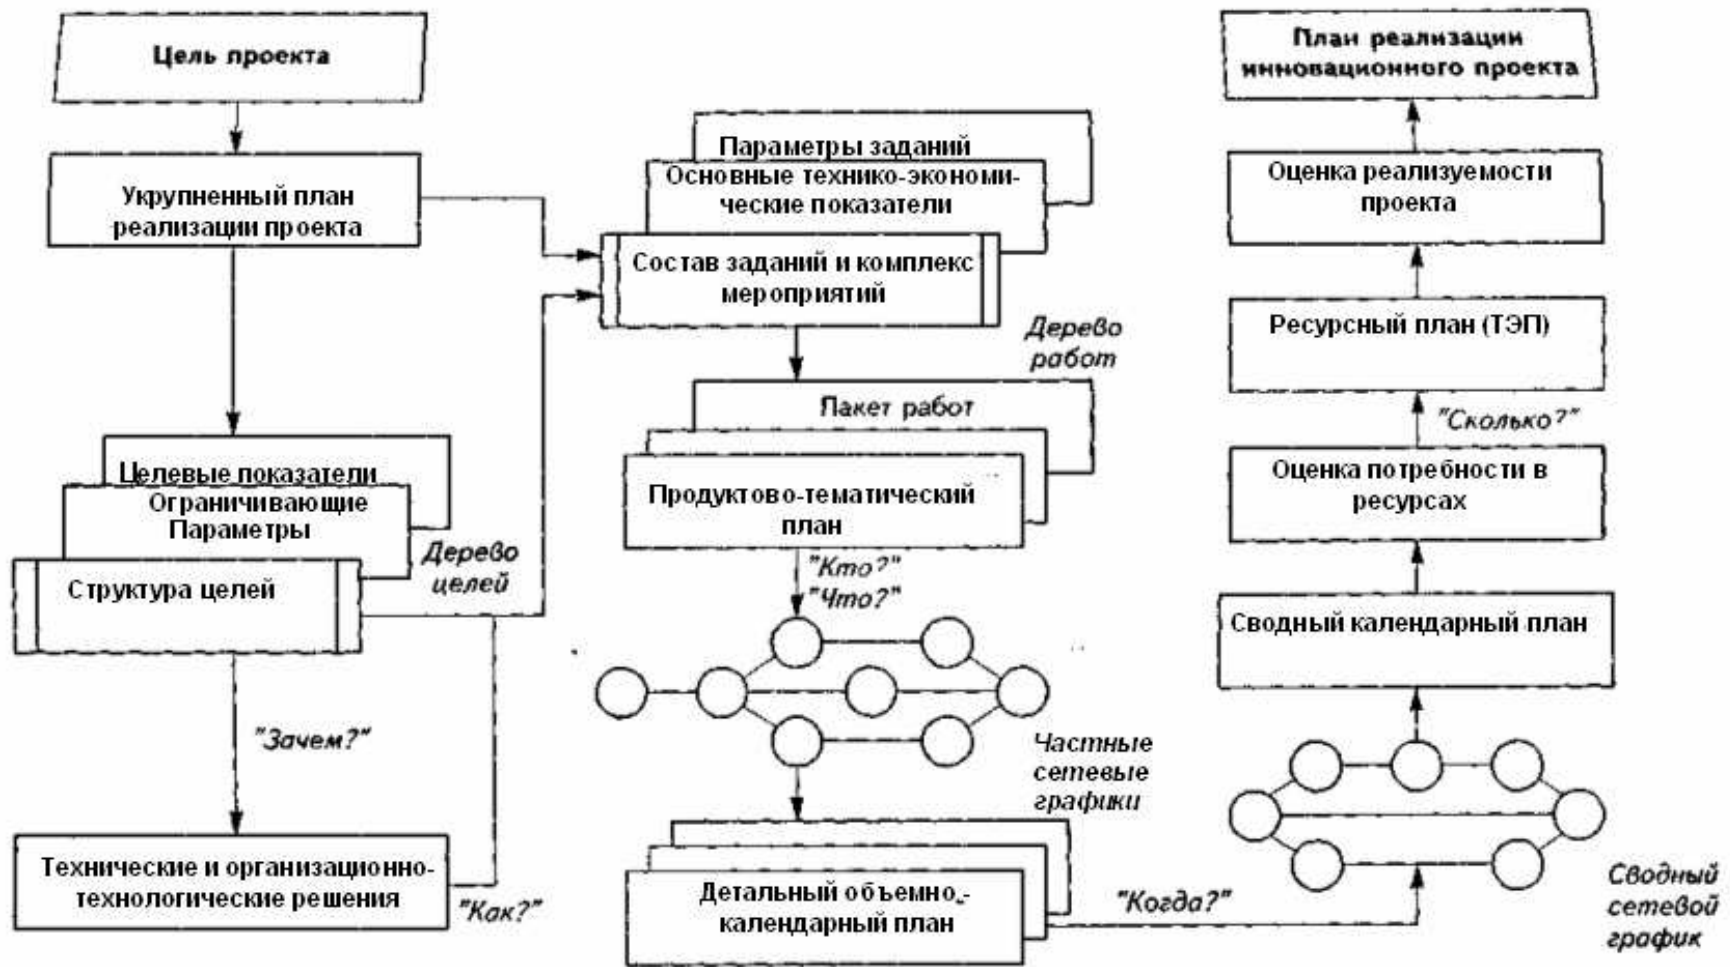 Цель проекта
Укрупненный план
реализации проекта
Целевые показатели
Ограничивающие
Параметры
Структура целей
Дерево
целей
"Зачем?"
Технические и организационно-
технологические решения
"Как?"
Параметры заданий
Основные технико-экономи-
ческие показатели
Состав заданий и комплекс
мероприятий
Дерево
работ
Пакет работ
Продуктово-тематический
план
"Кто?"
"Что?"
Частные
сетевые
графики
Детальный объемно-
календарный план
"Когда?"
План реализации
инновационного проекта
Оценка реализуемости
проекта
Ресурсный план (ТЭП)
"Сколько?"
Оценка потребности в
ресурсах
Сводный календарный план
Сводный
сетевой
график